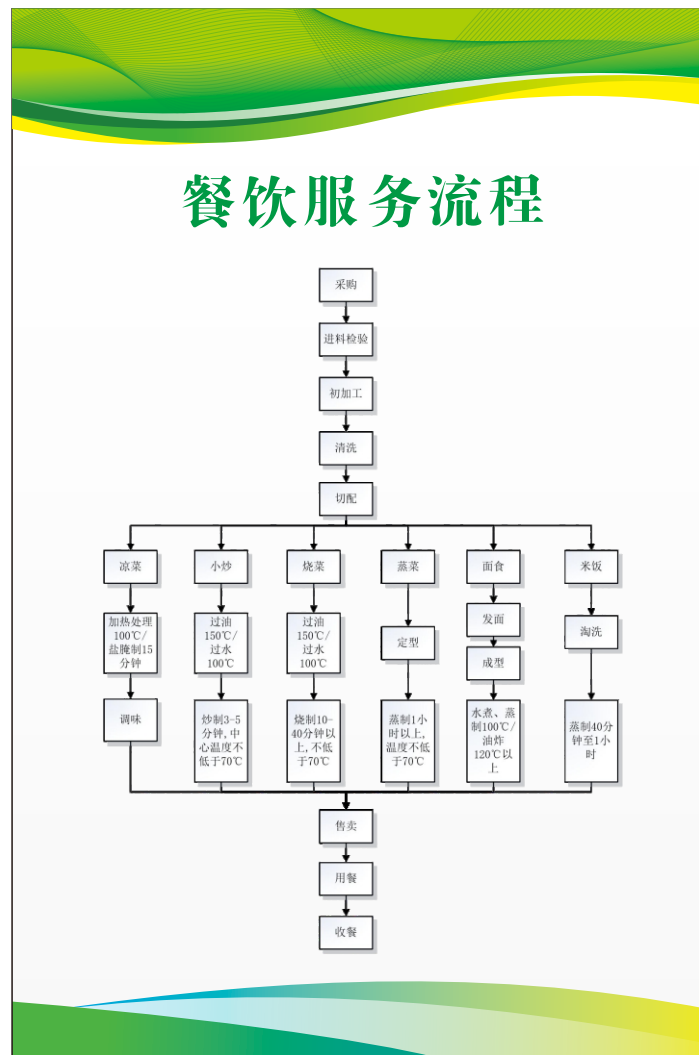 餐饮服务流程
采购
进料检验
初加工
清洗
切配
凉菜
小炒
烧菜
蒸菜
面食
米饭
加热处理
100℃/
盐腌制15
分钟
过油
150℃/
过水
100℃
过油
150℃/
过水
100℃
定型
发面
成型
淘洗
调味
炒制3-5
分钟,中
心温度不
低于70℃
烧制10-
40分钟以
上,不低
于70℃
蒸制1小
时以上,
温度不低
于70℃
水煮、蒸
制100℃/
油炸
120℃以
上
蒸制40分
钟至1小
时
售卖
用餐
收餐